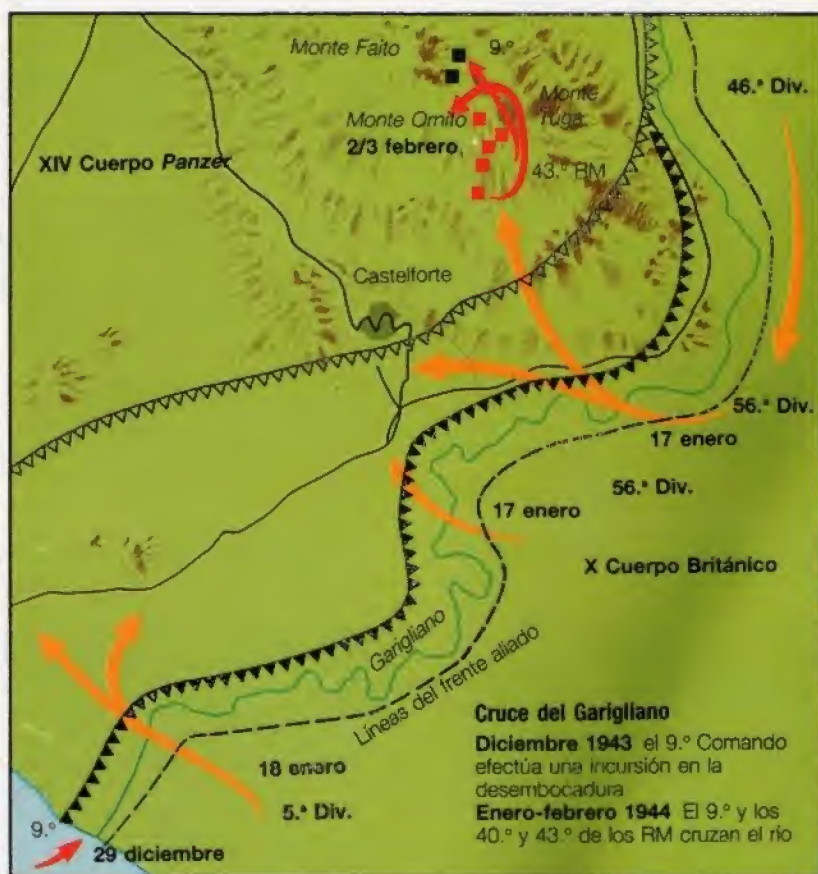 Monte Faito
9.º
46.ª Div.
Monte
Tuga
Monte Ornito
2/3 febrero
XIV Cuerpo Panzer
43.º RM
Castelforte
56.ª Div.
17 enero
56.ª Div.
17 enero
X Cuerpo Británico
Garigliano
Líneas del frente aliado
18 enero
5.ª Div.
9.º
29 diciembre
Cruce del Garigliano
Diciembre 1943 el 9.º Comando
efectúa una incursión en la
desembocadura
Enero-febrero 1944 El 9.º y los
40.º y 43.º de los RM cruzan el río